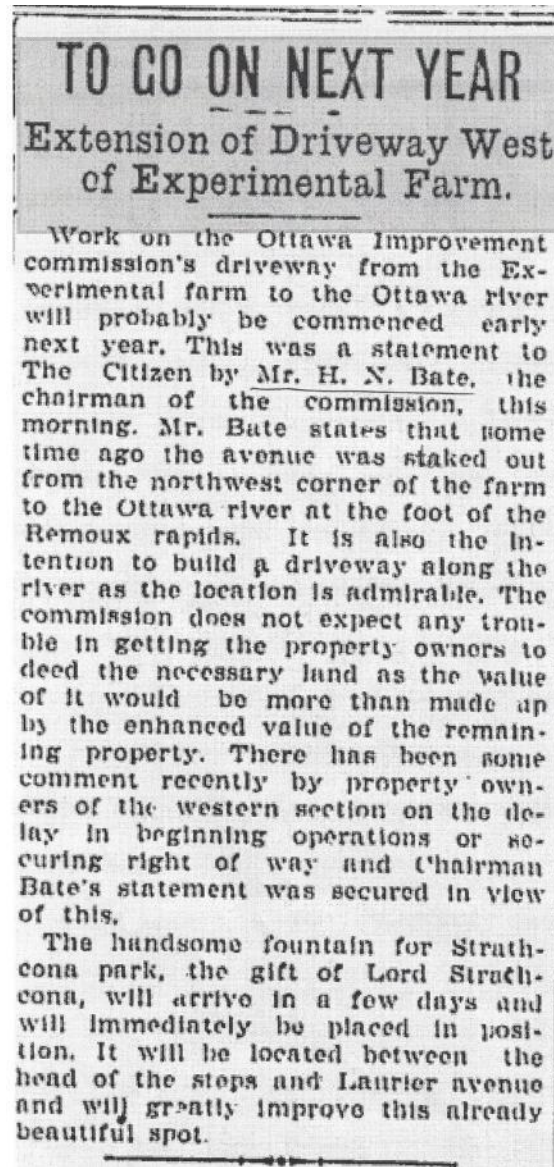 TO GO ON NEXT YEAR
Extension of Driveway West
of Experimental Farm.
Work on the Ottawa Improvement
commission's driveway from the Ex-
perimental farm to the Ottawa river
will probably be commenced early
next year. This was a statement to
The Citizen by Mr. H. N. Bate, the
chairman of the commission, this
morning. Mr. Bate states that some
time ago the avenue was staked out
from the northwest corner of the farm
to the Ottawa river at the foot of the
Remoux rapids. It is also the in-
tention to build a driveway along the
river as the location is admirable. The
commission does not expect any trou-
ble in getting the property owners to
deed the necessary land as the value
of it would be more than made up
by the enhanced value of the remain-
ing property. There has been some
comment recently by property own-
ers of the western section on the de-
lay in beginning operations or se-
curing right of way and Chairman
Bate's statement was secured in view
of this.
The handsome fountain for Strath-
cona park, the gift of Lord Strath-
cona, will arrive in a few days and
will immediately be placed in posi-
tion. It will be located between the
head of the steps and Laurier avenue
and will greatly improve this already
beautiful spot.